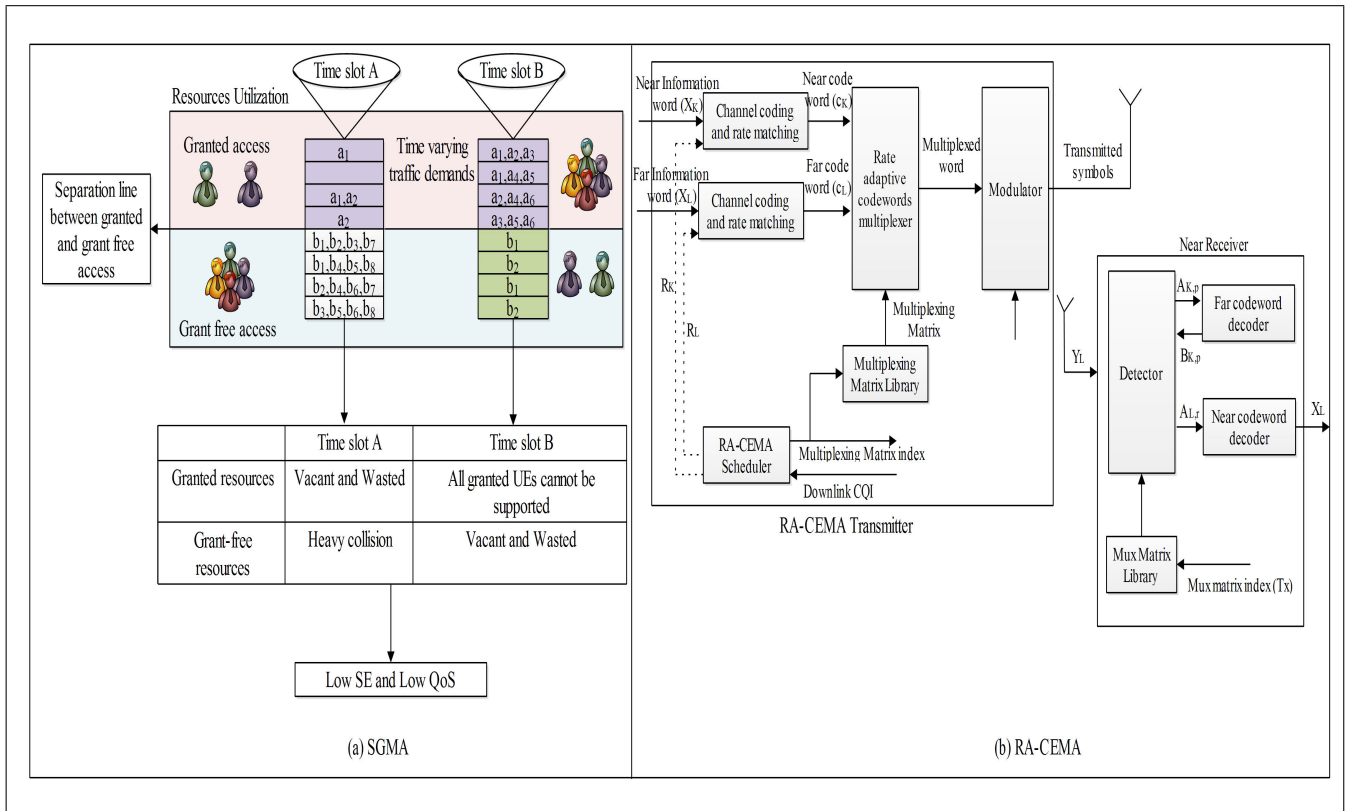 Time slot A
Time slot B
Resources Utilization
Granted access
Time varying
traffic demands
a1
a1,a2
a2
a1,a2,a3
a1,a4,a5
a2,a4,a6
a3,a5,a6
Separation line
between granted
and grant free
access
b1,b2,b3,b7
b1,b4,b5,b8
b2,b4,b6,b7
b3,b5,b6,b8
b1
b2
b1
b2
Grant free access
Time slot A
Time slot B
Granted resources
Vacant and Wasted
All granted UEs cannot be
supported
Grant-free
resources
Heavy collision
Vacant and Wasted
Low SE and Low QoS
(a) SGMA
Near Information
word (XK)
Channel coding
and rate matching
Near code
word (cK)
Far Information
word (XL)
Channel coding
and rate matching
Far code
word (cL)
Rate
adaptive
codewords
multiplexer
Multiplexed
word
Modulator
Transmitted
symbols
RK
RL
Multiplexing
Matrix
Multiplexing
Matrix Library
RA-CEMA
Scheduler
Multiplexing Matrix index
Downlink CQI
RA-CEMA Transmitter
Near Receiver
YL
Detector
AK,p
BK,p
Far codeword
decoder
AL,r
Near codeword
decoder
XL
Mux Matrix
Library
Mux matrix index (Tx)
(b) RA-CEMA